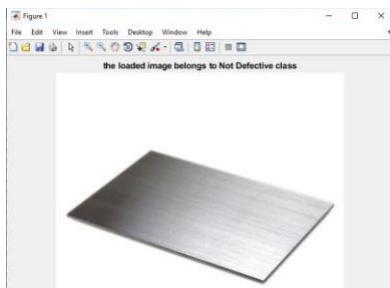 Figure 1
File Edit View Insert Tools Desktop Window Help
the loaded image belongs to Not Defective class